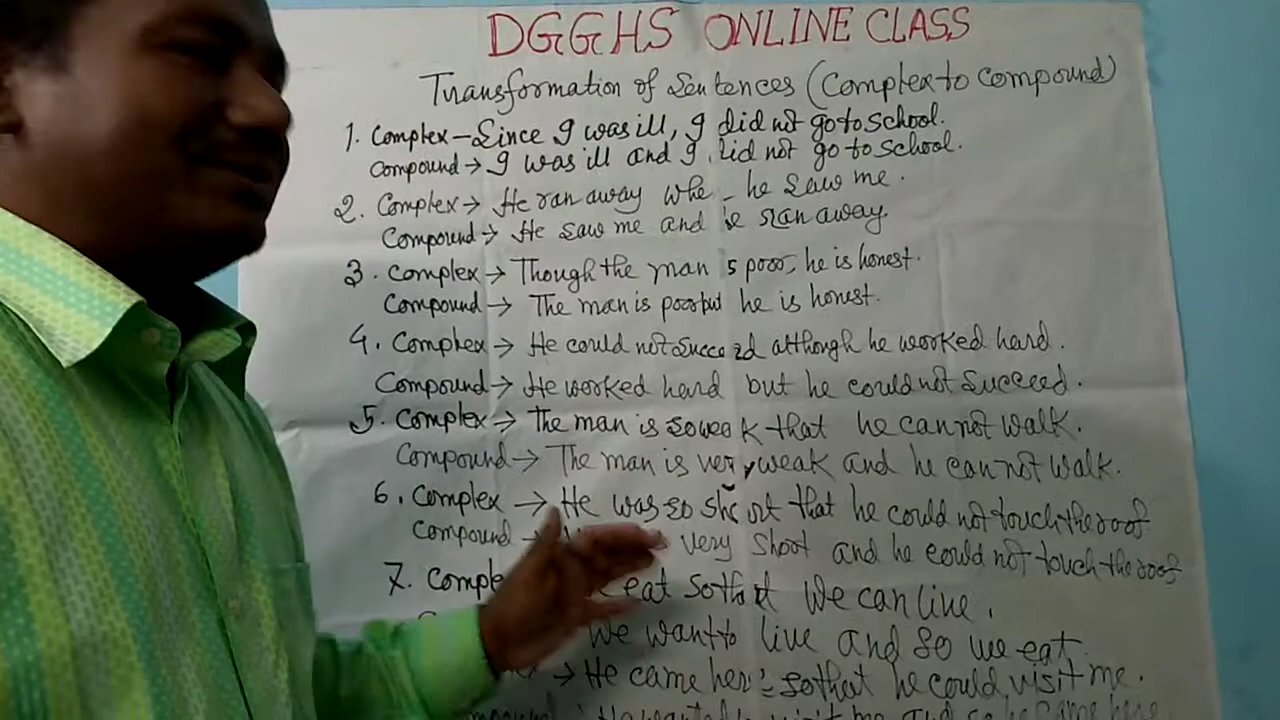 DGGHS ONLINE CLASS
Transformation of Sentences (Complex to Compound)
1. Complex – Since I was ill, I did not go to school.
Compound → I was ill and I did not go to school.
2. Complex → He ran away he saw me.
Compound → He saw me and ran away.
3. Complex → Though the man is poor, he is honest.
Compound → The man is poor but he is honest.
4. Complex → He could not succeed although he worked hard.
Compound → He worked hard but he could not succeed.
5. Complex → The man is so weak that he cannot walk.
Compound → The man is very weak and he can not walk.
6. Complex → He was so short that he could not touch the roof
Compound → very short and he could not touch the roof
7. eat so that we can live.
We want to live and so we eat.
→ He came here so that he could visit me.
visit me and so he came here.